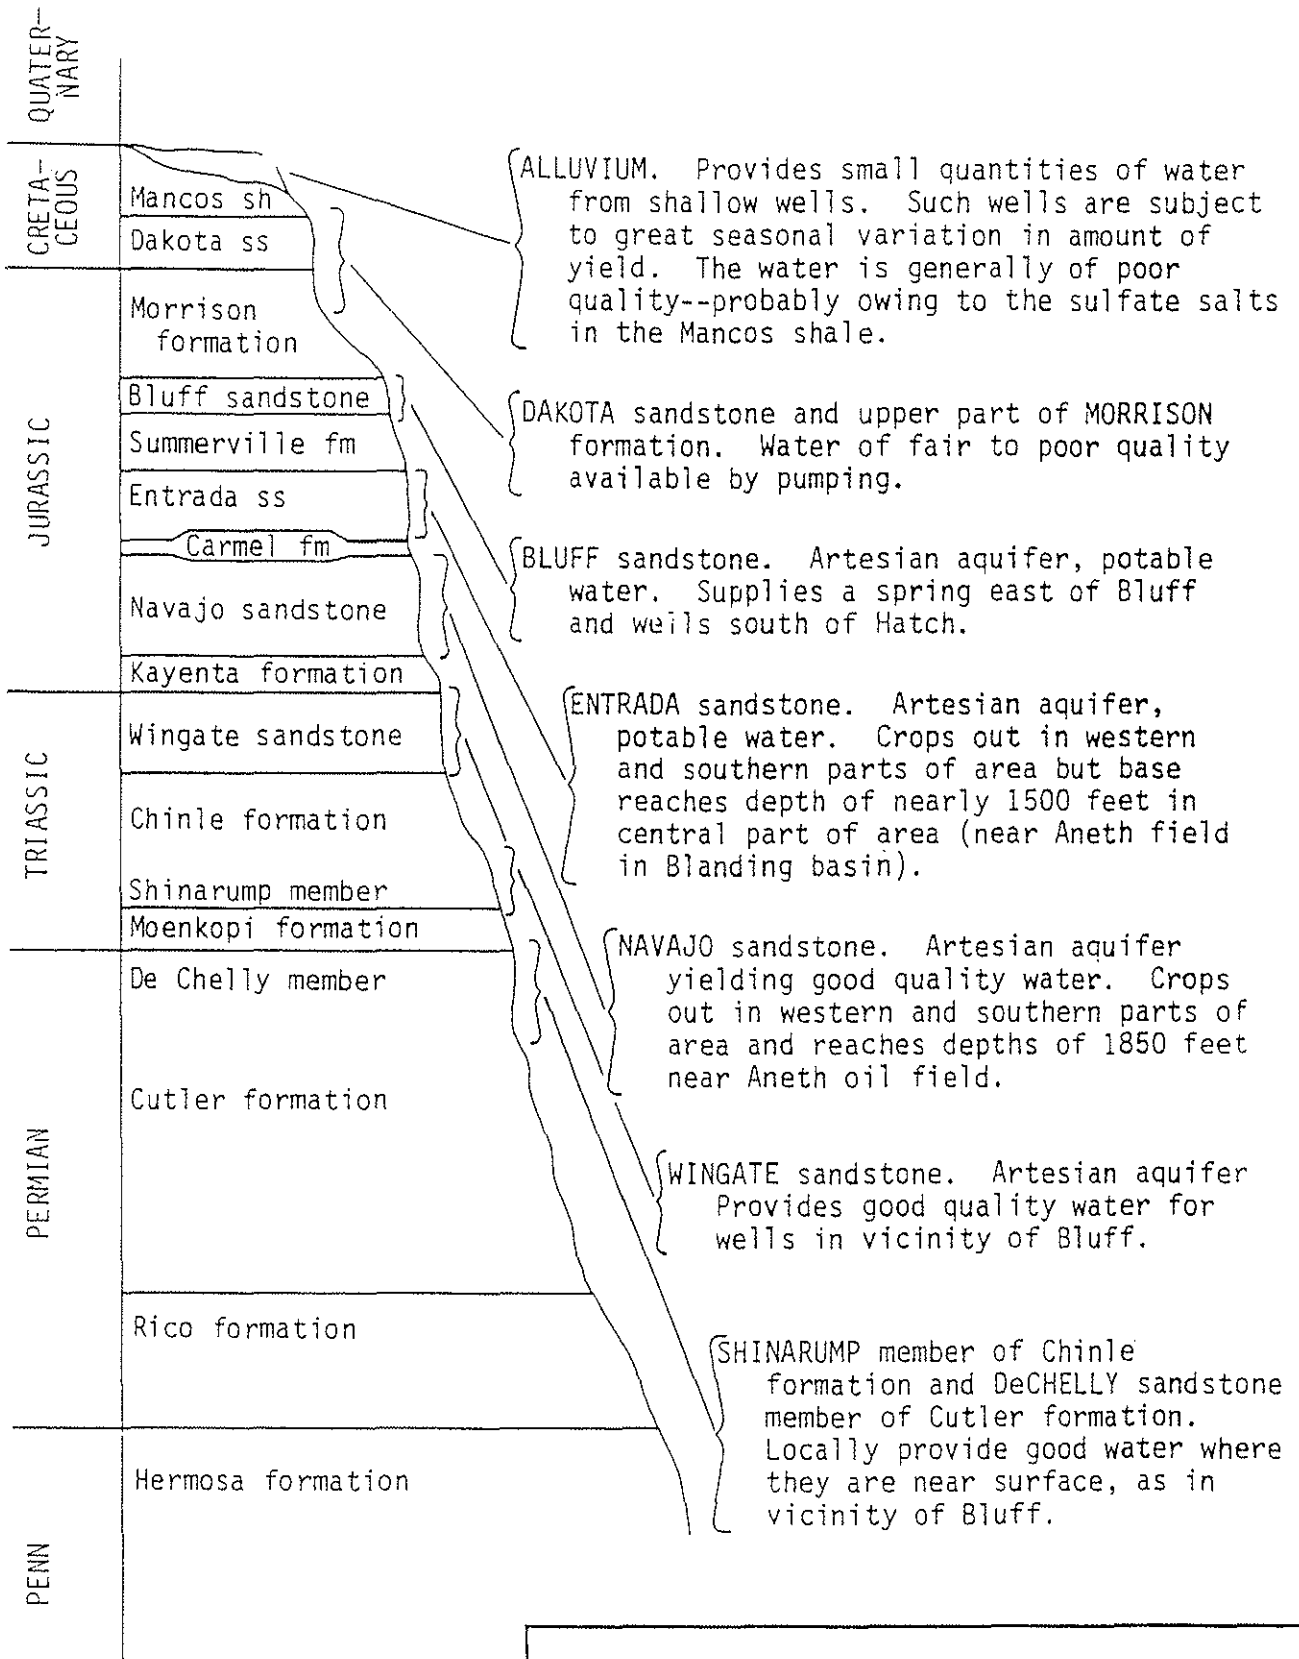 QUATER-
NARY
CRETA-
CEOUS
Mancos sh
Dakota ss
JURASSIC
Morrison
formation
Bluff sandstone
Summerville fm
Entrada ss
Carmel fm
Navajo sandstone
Kayenta formation
TRIASSIC
Wingate sandstone
Chinle formation
Shinarump member
Moenkopi formation
PERMIAN
De Chelly member
Cutler formation
Rico formation
PENN
Hermosa formation
ALLUVIUM. Provides small quantities of water
from shallow wells. Such wells are subject
to great seasonal variation in amount of
yield. The water is generally of poor
quality--probably owing to the sulfate salts
in the Mancos shale.
DAKOTA sandstone and upper part of MORRISON
formation. Water of fair to poor quality
available by pumping.
BLUFF sandstone. Artesian aquifer, potable
water. Supplies a spring east of Bluff
and wells south of Hatch.
ENTRADA sandstone. Artesian aquifer,
potable water. Crops out in western
and southern parts of area but base
reaches depth of nearly 1500 feet in
central part of area (near Aneth field
in Blanding basin).
NAVAJO sandstone. Artesian aquifer
yielding good quality water. Crops
out in western and southern parts of
area and reaches depths of 1850 feet
near Aneth oil field.
WINGATE sandstone. Artesian aquifer
Provides good quality water for
wells in vicinity of Bluff.
SHINARUMP member of Chinle
formation and DeCHELLY sandstone
member of Cutler formation.
Locally provide good water where
they are near surface, as in
vicinity of Bluff.